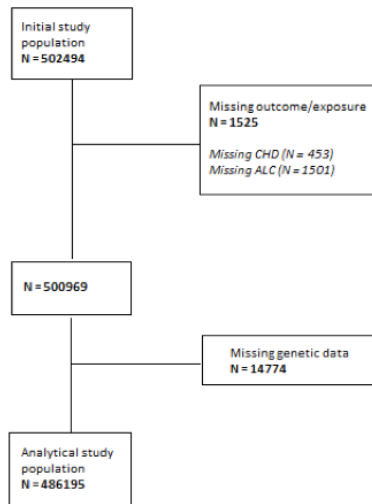 Initial study
population
N = 502494
Missing outcome/exposure
N = 1525
Missing CHD (N = 453)
Missing ALC (N = 1501)
N = 500969
Missing genetic data
N = 14774
Analytical study
population
N = 486195